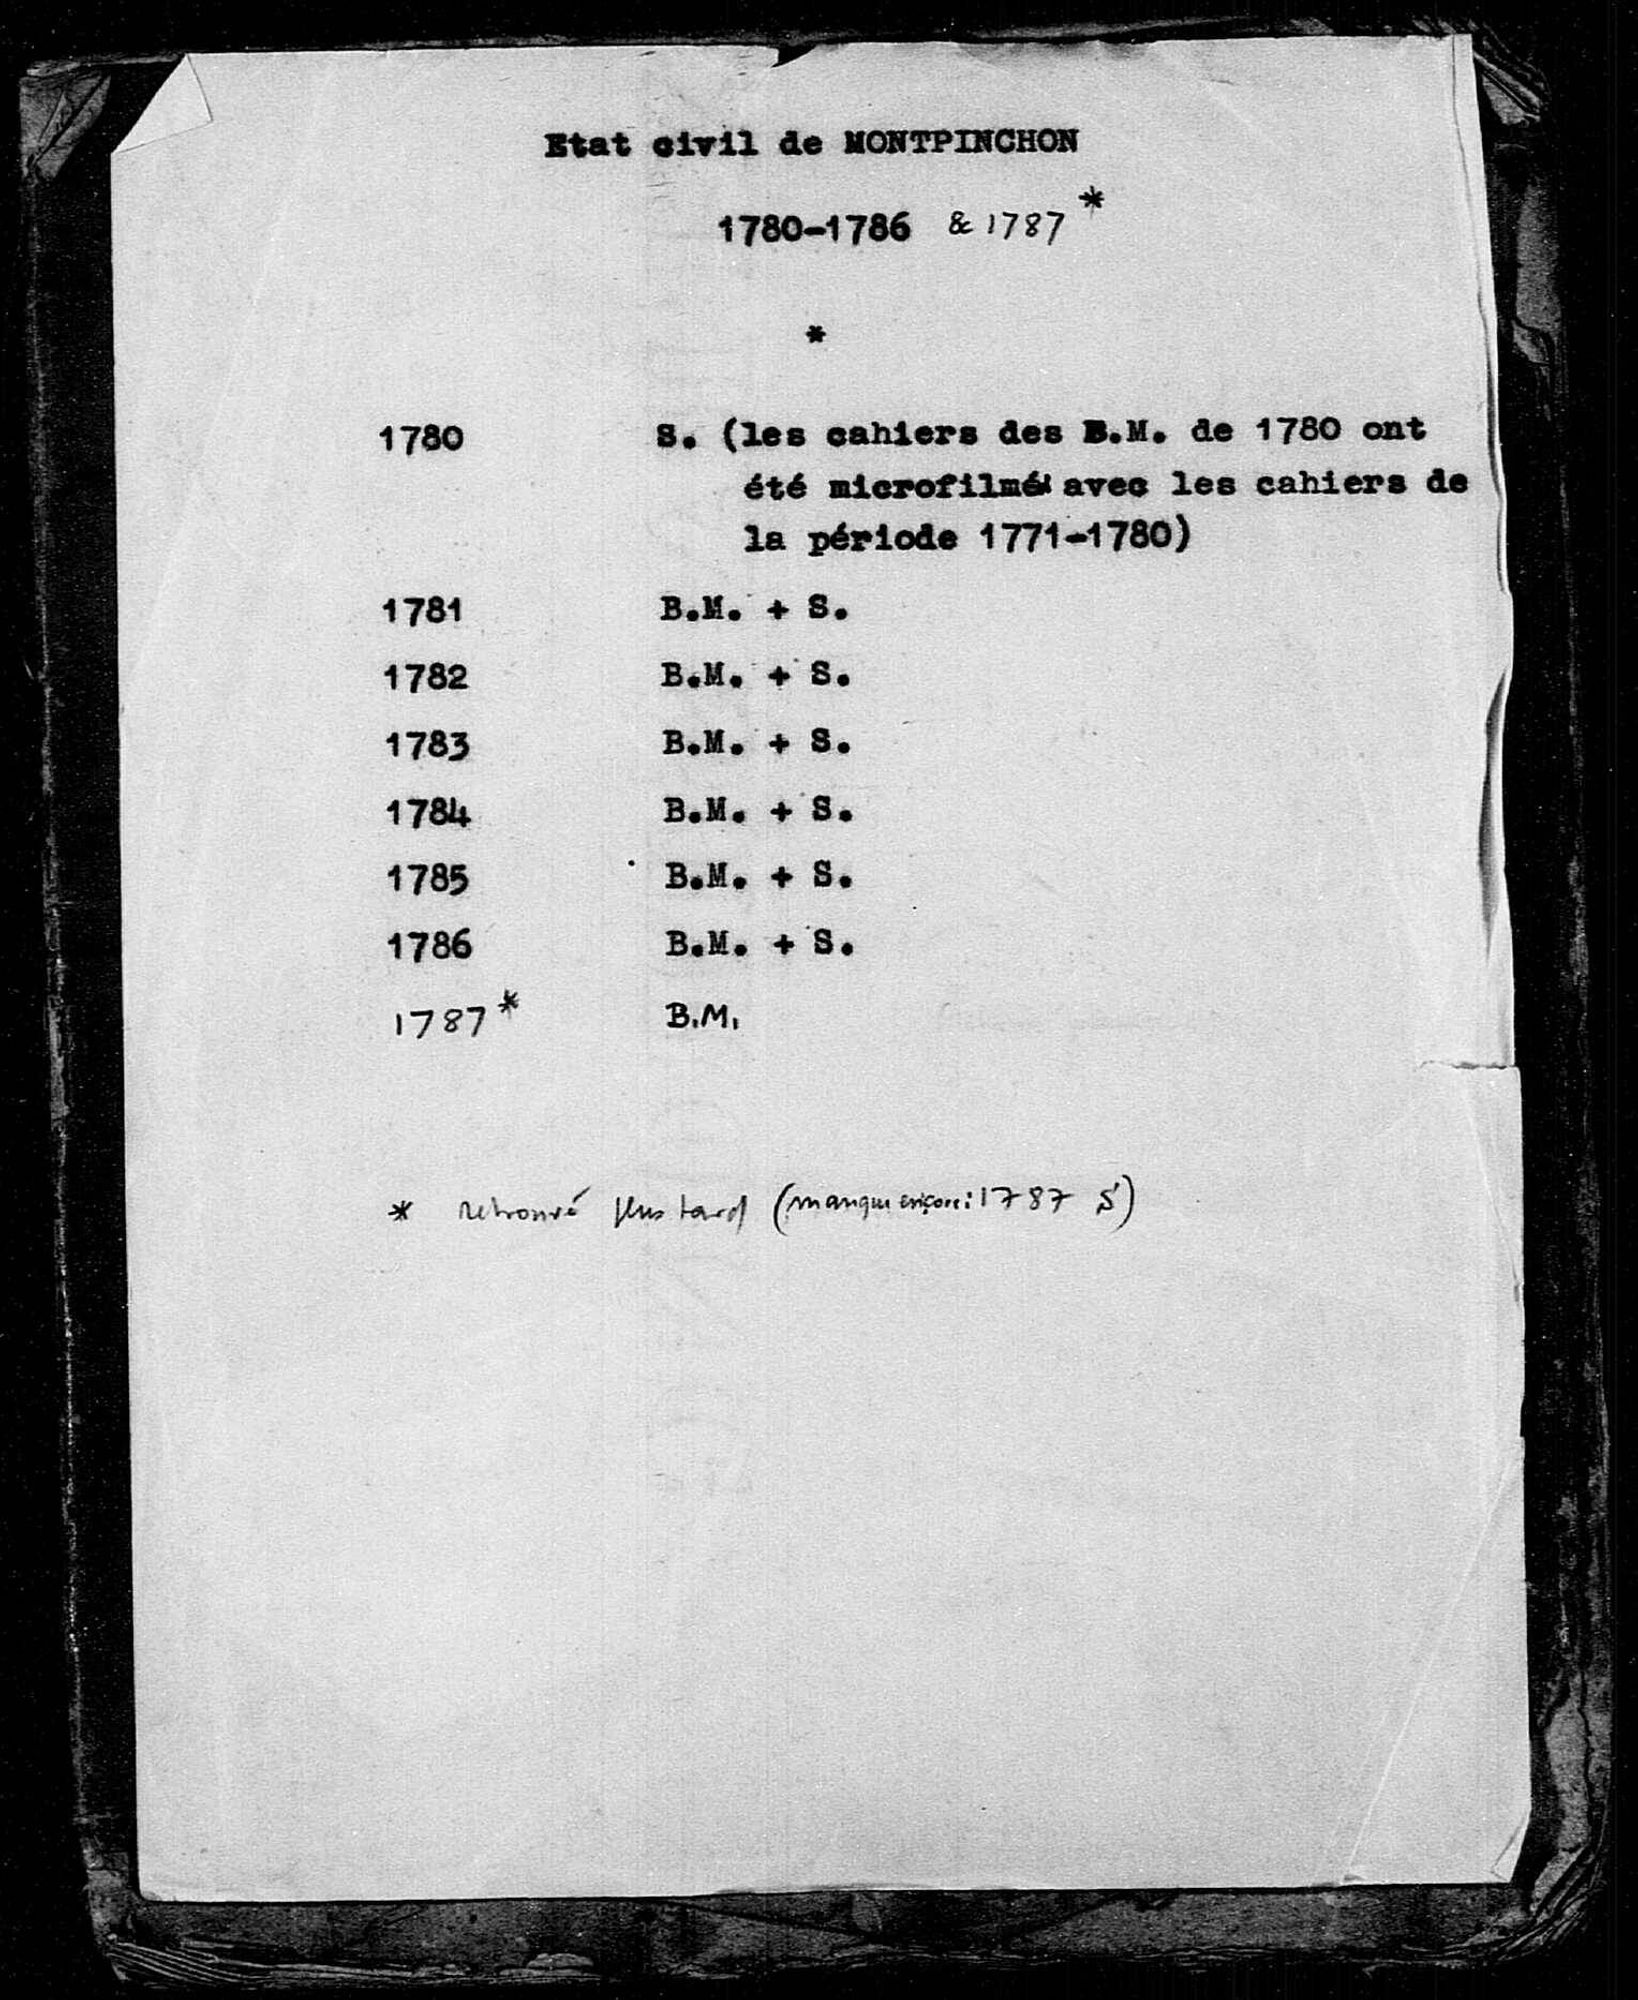 Etat civil de MONTPINCHON
1780-1786 & 1787 *
*
1780 S. (les cahiers des B.M. de 1780 ont
été microfilmés avec les cahiers de
la période 1771-1780)
1781 B.M. + S.
1782 B.M. + S.
1783 B.M. + S.
1784 B.M. + S.
1785 B.M. + S.
1786 B.M. + S.
1787 * B.M.
* retrouvé plus tard (manque encore: 1787 S)